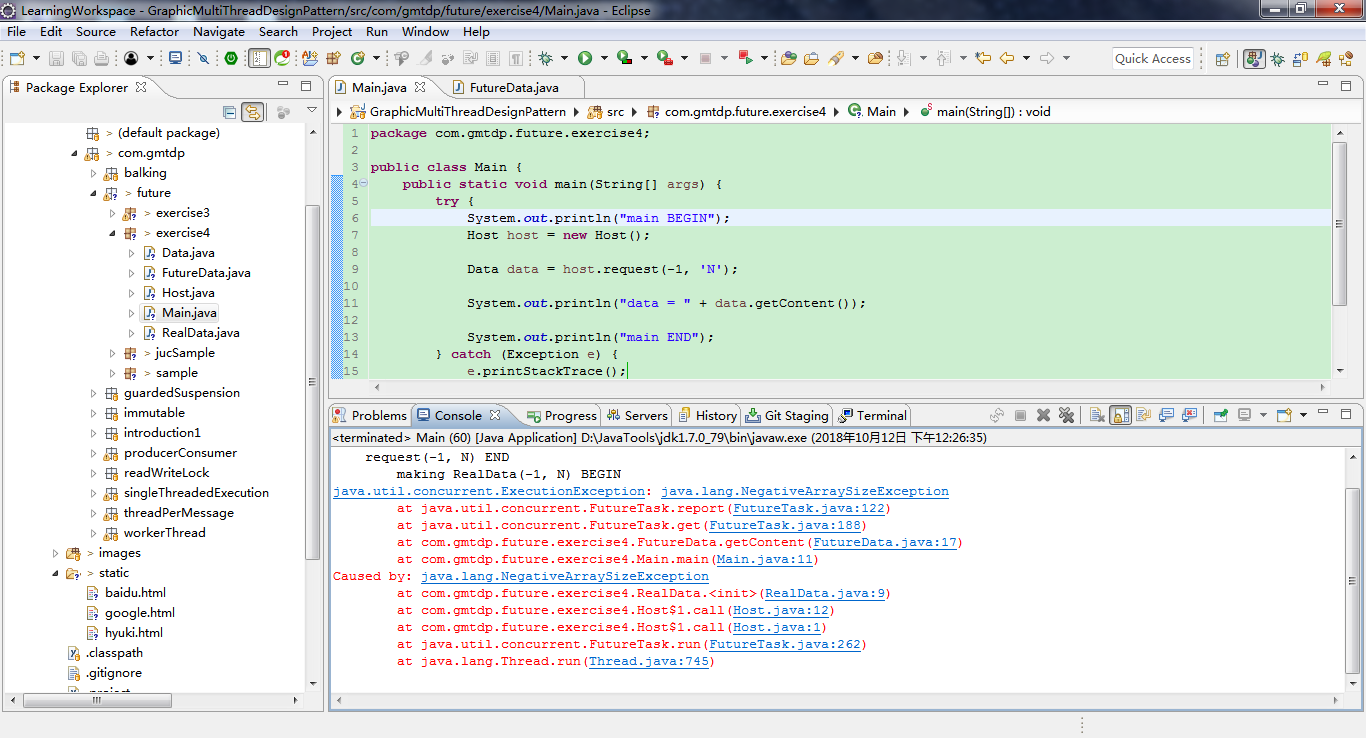 LearningWorkspace - GraphicMultiThreadDesignPattern/src/com/gmtdp/future/exercise4/Main.java - Eclipse
File Edit Source Refactor Navigate Search Project Run Window Help
Quick Access
Package Explorer
> (default package)
> com.gmtdp
balking
> future
> exercise3
> exercise4
Data.java
FutureData.java
Host.java
Main.java
RealData.java
> jucSample
> sample
guardedSuspension
immutable
introduction1
producerConsumer
readWriteLock
singleThreadedExecution
threadPerMessage
workerThread
> images
> static
baidu.html
google.html
hyuki.html
.classpath
.gitignore
.project
Main.java FutureData.java
GraphicMultiThreadDesignPattern src com.gmtdp.future.exercise4 Main main(String[]) : void
1 package com.gmtdp.future.exercise4;
2
3 public class Main {
4 public static void main(String[] args) {
5 try {
6 System.out.println("main BEGIN");
7 Host host = new Host();
8
9 Data data = host.request(-1, 'N');
10
11 System.out.println("data = " + data.getContent());
12
13 System.out.println("main END");
14 } catch (Exception e) {
15 e.printStackTrace();
Problems Console Progress Servers History Git Staging Terminal
<terminated> Main (60) [Java Application] D:\JavaTools\jdk1.7.0_79\bin\javaw.exe (2018年10月12日 下午12:26:35)
request(-1, N) END
making RealData(-1, N) BEGIN
java.util.concurrent.ExecutionException: java.lang.NegativeArraySizeException
at java.util.concurrent.FutureTask.report(FutureTask.java:122)
at java.util.concurrent.FutureTask.get(FutureTask.java:188)
at com.gmtdp.future.exercise4.FutureData.getContent(FutureData.java:17)
at com.gmtdp.future.exercise4.Main.main(Main.java:11)
Caused by: java.lang.NegativeArraySizeException
at com.gmtdp.future.exercise4.RealData.<init>(RealData.java:9)
at com.gmtdp.future.exercise4.Host$1.call(Host.java:12)
at com.gmtdp.future.exercise4.Host$1.call(Host.java:1)
at java.util.concurrent.FutureTask.run(FutureTask.java:262)
at java.lang.Thread.run(Thread.java:745)